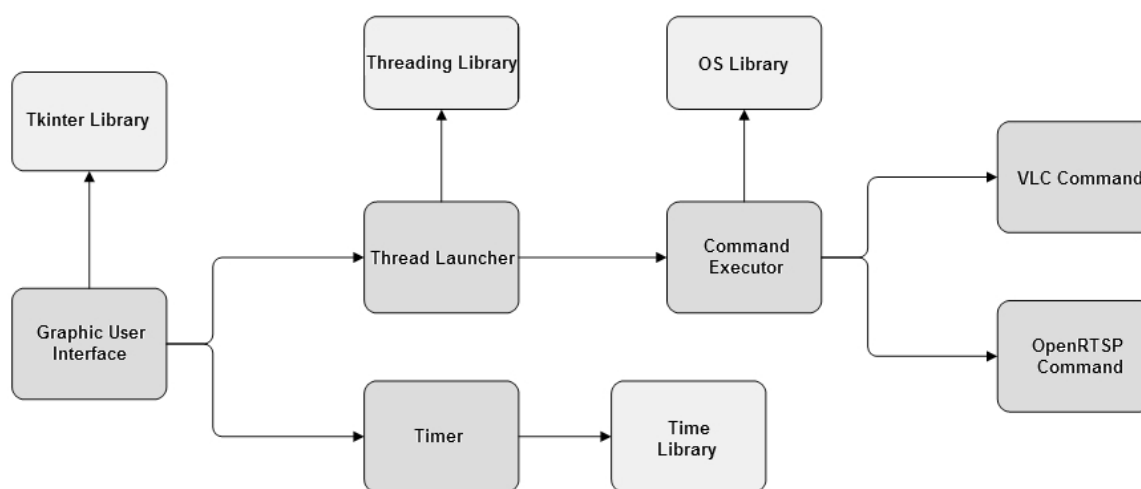 Threading Library
OS Library
Tkinter Library
VLC Command
Thread Launcher
Command
Executor
Graphic User
Interface
OpenRTSP
Command
Timer
Time
Library